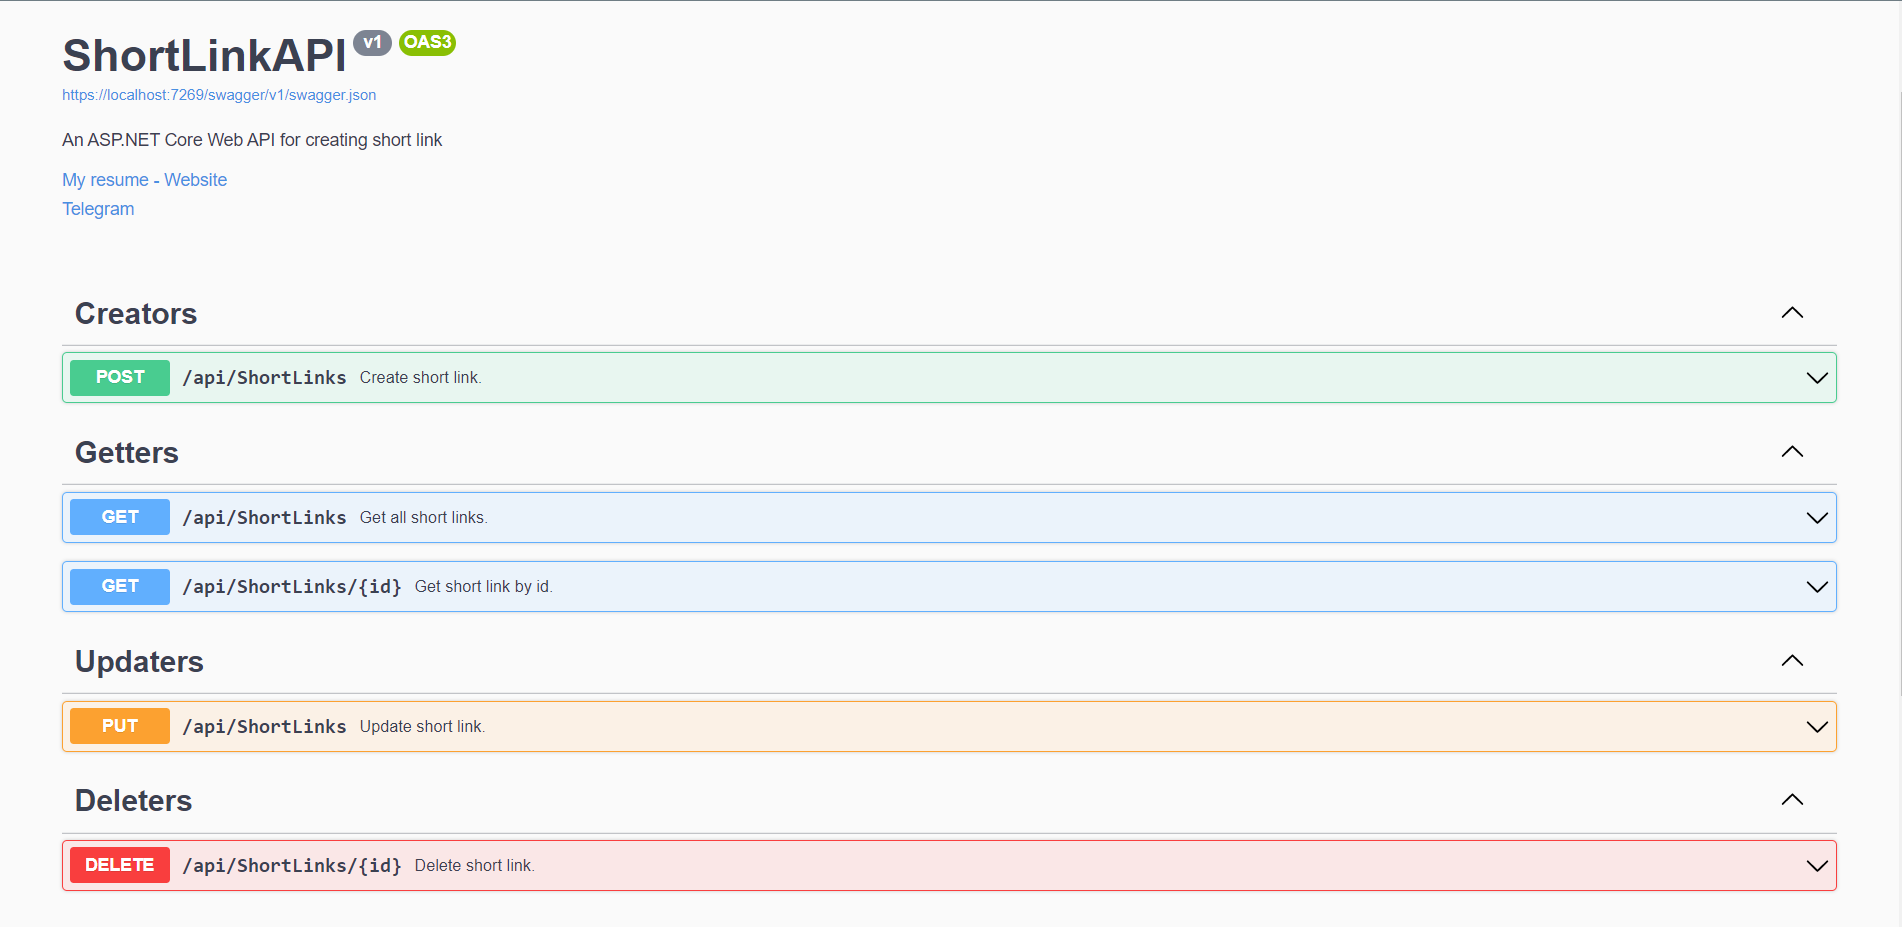 ShortLinkAPI v1 OAS3
https://localhost:7269/swagger/v1/swagger.json
An ASP.NET Core Web API for creating short link
My resume - Website
Telegram
Creators
POST /api/ShortLinks Create short link.
Getters
GET /api/ShortLinks Get all short links.
GET /api/ShortLinks/{id} Get short link by id.
Updaters
PUT /api/ShortLinks Update short link.
Deleters
DELETE /api/ShortLinks/{id} Delete short link.